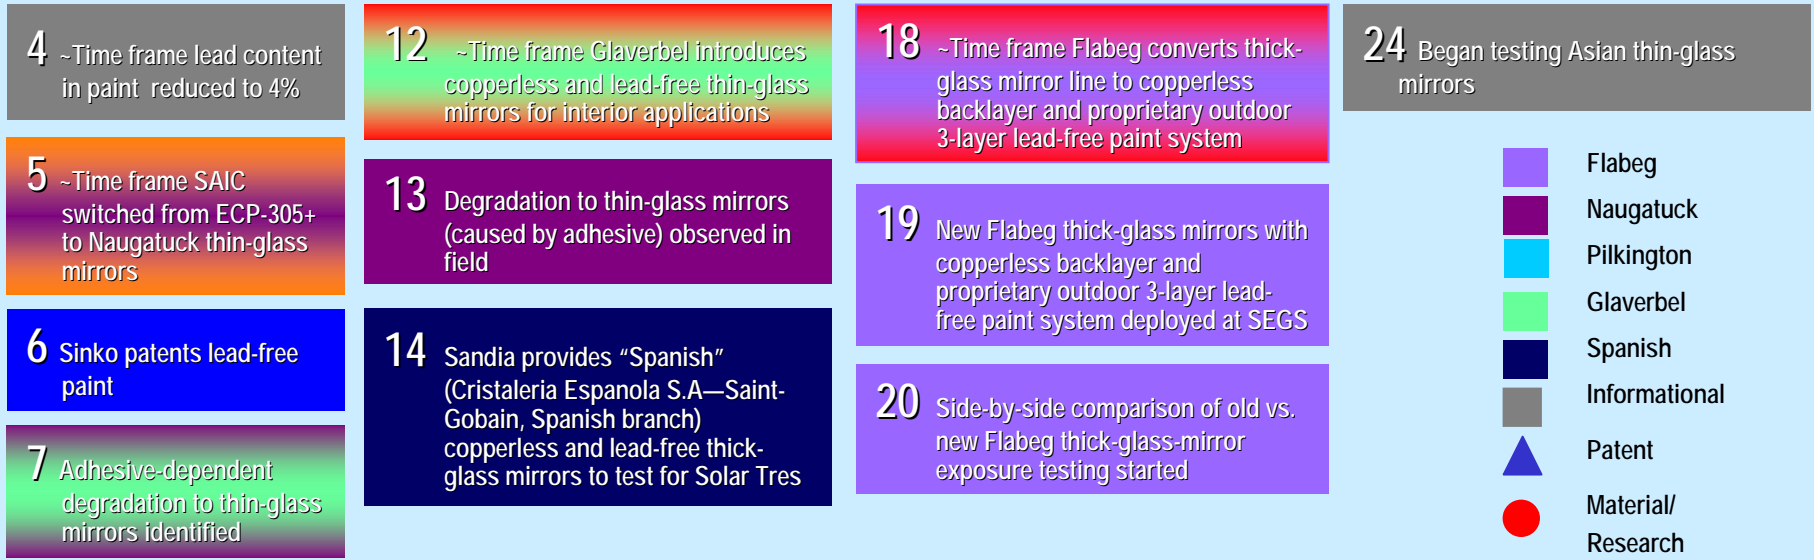 4 ~Time frame lead content
in paint reduced to 4%
5 ~Time frame SAIC
switched from ECP-305+
to Naugatuck thin-glass
mirrors
6 Sinko patents lead-free
paint
7 Adhesive-dependent
degradation to thin-glass
mirrors identified
12 ~Time frame Glaverbel introduces
copperless and lead-free thin-glass
mirrors for interior applications
13 Degradation to thin-glass mirrors
(caused by adhesive) observed in
field
14 Sandia provides “Spanish”
(Cristaleria Espanola S.A—Saint-
Gobain, Spanish branch)
copperless and lead-free thick-
glass mirrors to test for Solar Tres
18 ~Time frame Flabeg converts thick-
glass mirror line to copperless
backlayer and proprietary outdoor
3-layer lead-free paint system
19 New Flabeg thick-glass mirrors with
copperless backlayer and
proprietary outdoor 3-layer lead-
free paint system deployed at SEGS
20 Side-by-side comparison of old vs.
new Flabeg thick-glass-mirror
exposure testing started
24 Began testing Asian thin-glass
mirrors
Flabeg
Naugatuck
Pilkington
Glaverbel
Spanish
Informational
Patent
Material/
Research